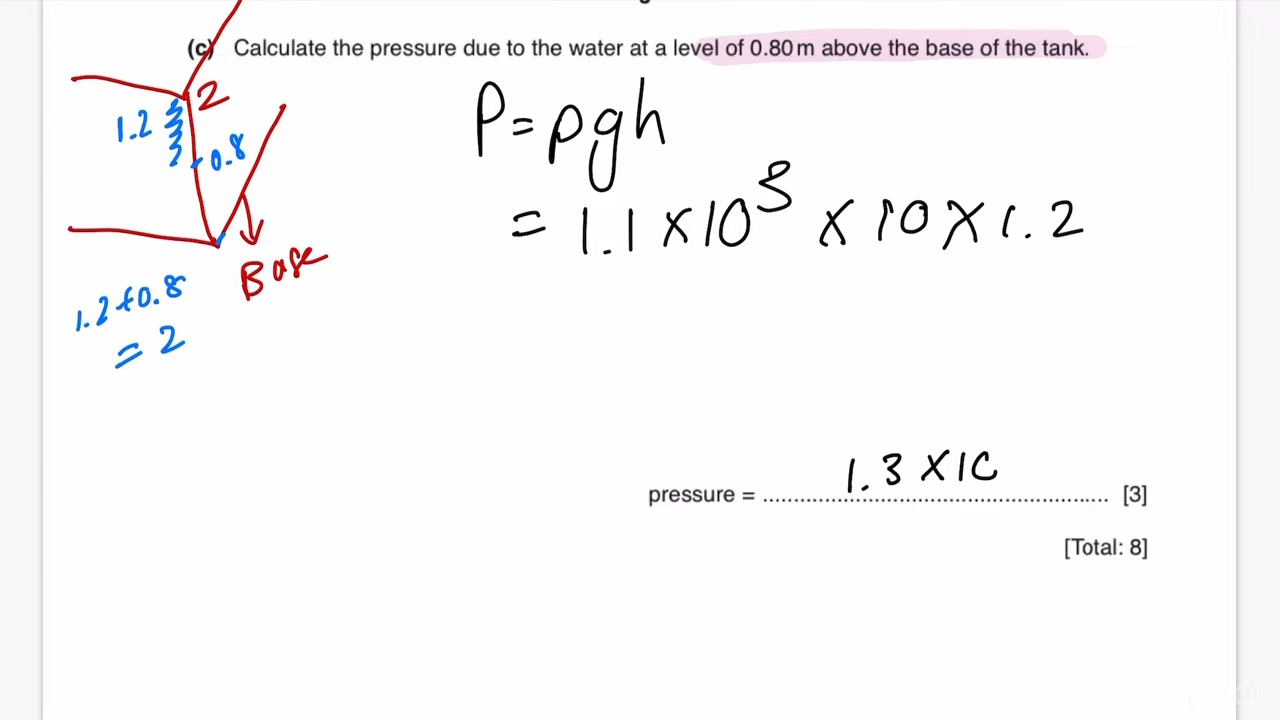 (c) Calculate the pressure due to the water at a level of 0.80 m above the base of the tank.
2
1.2
0.8
Base
1.2+0.8
= 2
P = ρgh
= 1.1 × 10³ × 10 × 1.2
1.3 × 10
pressure = ........................................................... [3]
[Total: 8]